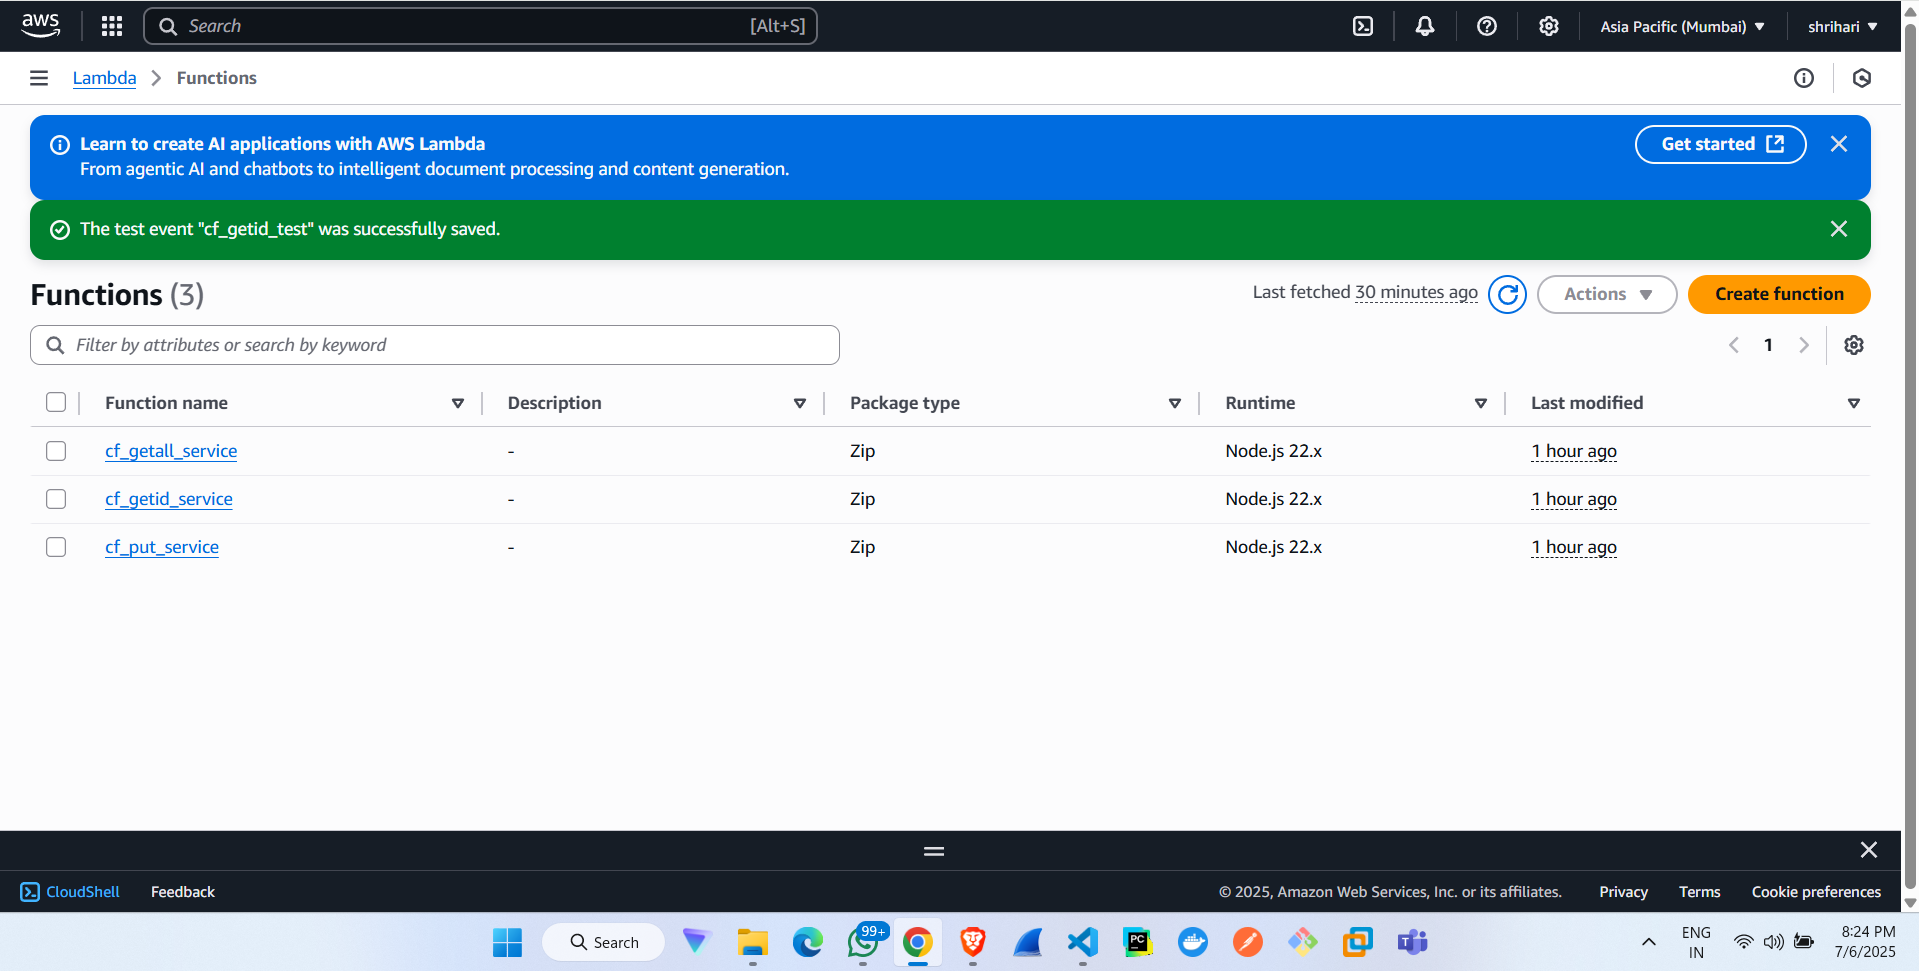 aws
Search
[Alt+S]
Asia Pacific (Mumbai)
shrihari
Lambda
Functions
Learn to create AI applications with AWS Lambda
From agentic AI and chatbots to intelligent document processing and content generation.
Get started
The test event "cf_getid_test" was successfully saved.
Functions (3)
Last fetched 30 minutes ago
Actions
Create function
Filter by attributes or search by keyword
1
Function name Description Package type Runtime Last modified
cf_getall_service - Zip Node.js 22.x 1 hour ago
cf_getid_service - Zip Node.js 22.x 1 hour ago
cf_put_service - Zip Node.js 22.x 1 hour ago
CloudShell Feedback © 2025, Amazon Web Services, Inc. or its affiliates. Privacy Terms Cookie preferences
Search
99+
PC
T
ENG
IN
8:24 PM
7/6/2025